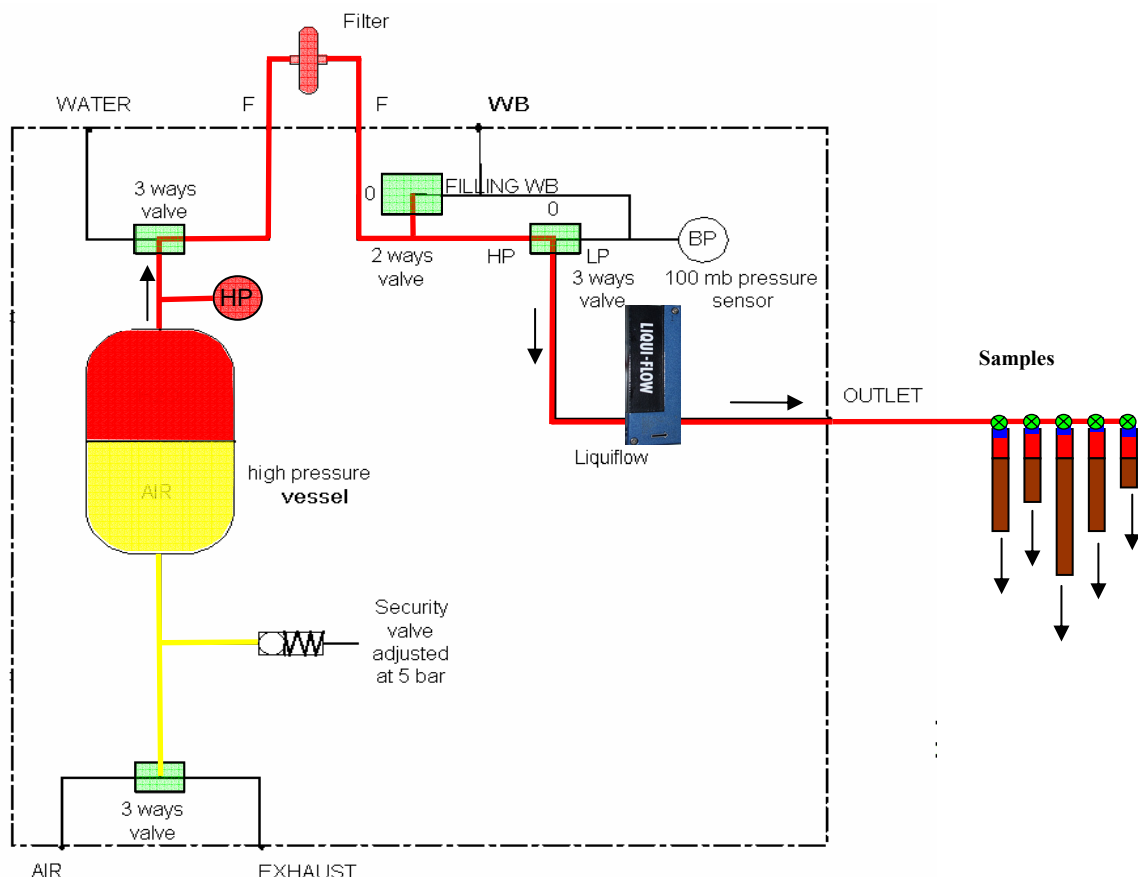 Filter
WATER
F
F
WB
3 ways
valve
0
FILLING WB
0
BP
HP
LP
2 ways
valve
3 ways
valve
100 mb pressure
sensor
HP
LIQUI-FLOW
Samples
OUTLET
Liquiflow
AIR
high pressure
vessel
Security
valve
adjusted
at 5 bar
3 ways
valve
AIR
EXHAUST